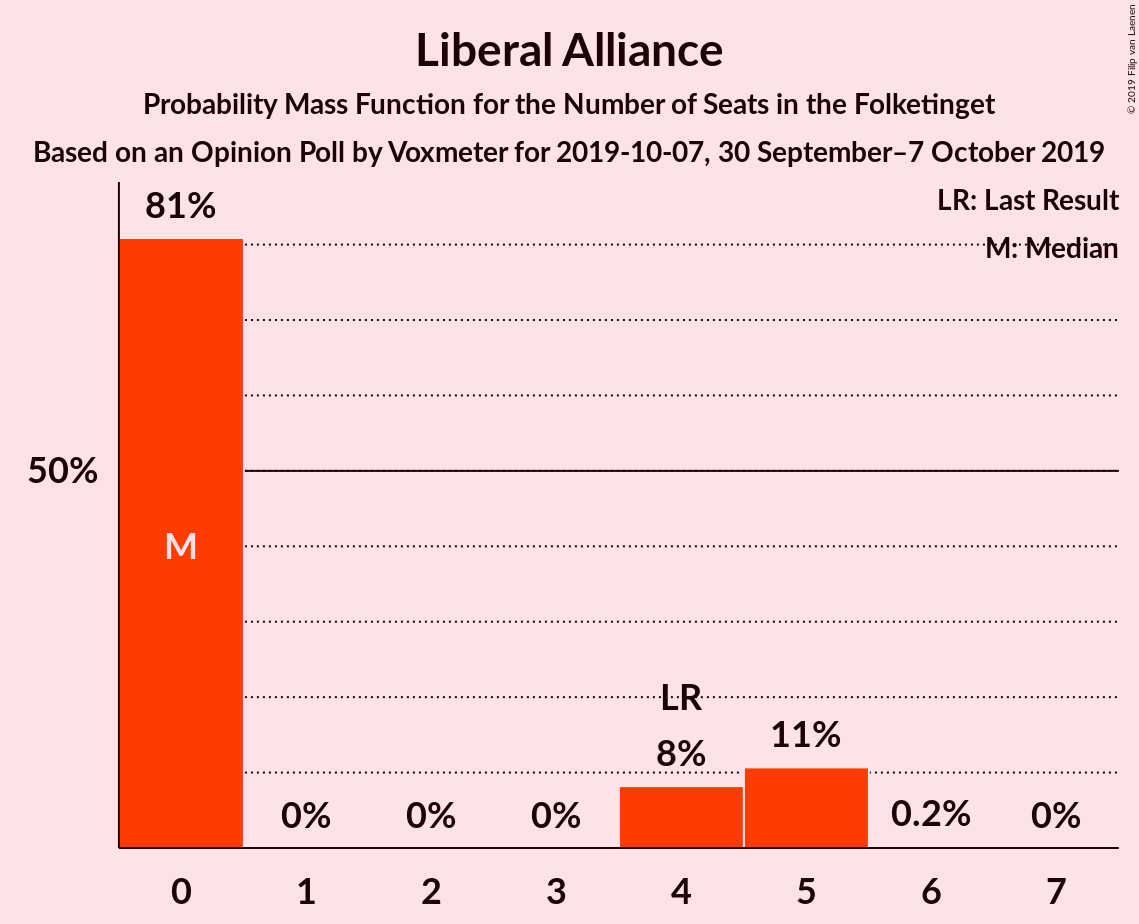 Liberal Alliance
Probability Mass Function for the Number of Seats in the Folketinget
Based on an Opinion Poll by Voxmeter for 2019-10-07, 30 September–7 October 2019
© 2019 Filip van Laenen
LR: Last Result
M: Median
81%
50%
M
LR
8%
11%
0%
0%
0%
0.2%
0%
0 1 2 3 4 5 6 7